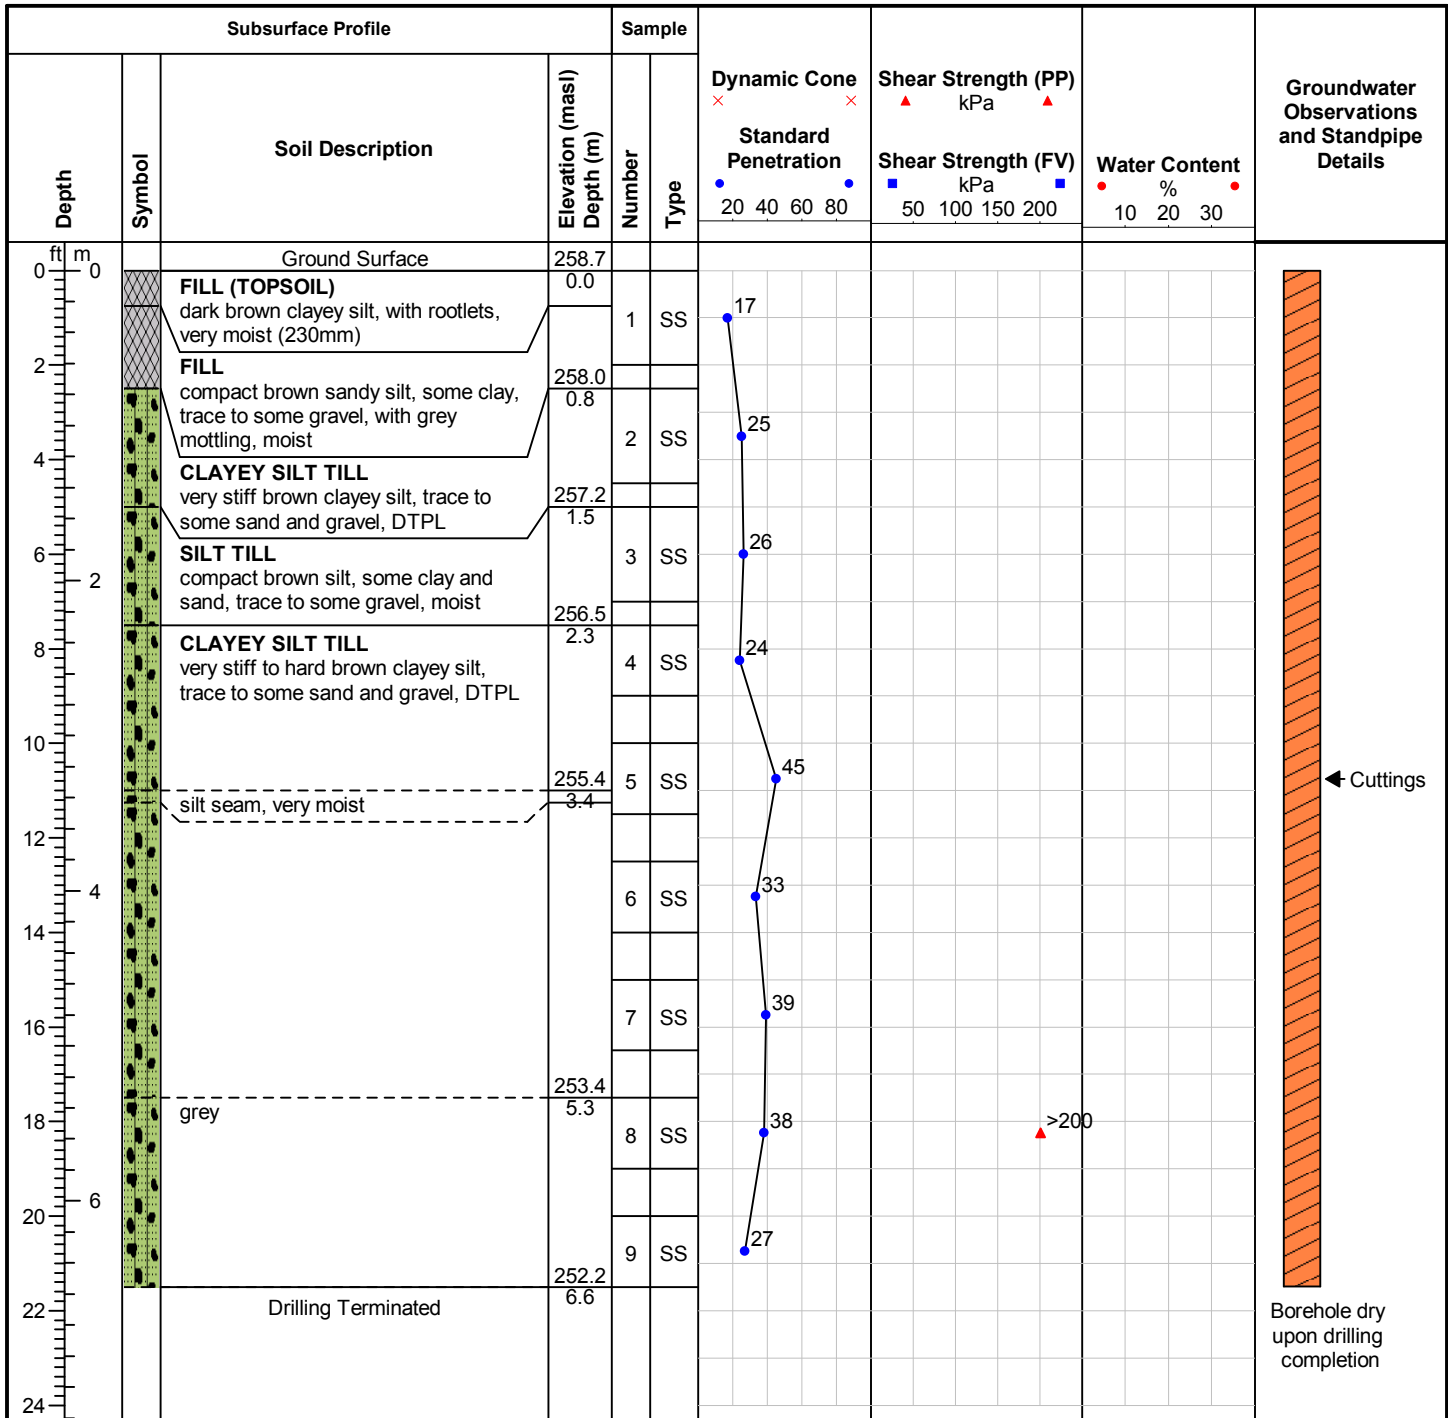 Subsurface Profile
Sample
Depth
Symbol
Soil Description
Elevation (masl)
Depth (m)
Number
Type
Dynamic Cone
Standard
Penetration
20 40 60 80
Shear Strength (PP)
kPa
Shear Strength (FV)
kPa
50 100 150 200
Water Content
%
10 20 30
Groundwater
Observations
and Standpipe
Details
ft m
0 0
Ground Surface
258.7
0.0
FILL (TOPSOIL)
dark brown clayey silt, with rootlets,
very moist (230mm)
1 SS
17
2
FILL
compact brown sandy silt, some clay,
trace to some gravel, with grey
mottling, moist
258.0
0.8
2 SS
25
4
CLAYEY SILT TILL
very stiff brown clayey silt, trace to
some sand and gravel, DTPL
257.2
1.5
SILT TILL
compact brown silt, some clay and
sand, trace to some gravel, moist
3 SS
26
6
2
256.5
2.3
CLAYEY SILT TILL
very stiff to hard brown clayey silt,
trace to some sand and gravel, DTPL
8
4 SS
24
10
255.4
3.4
silt seam, very moist
5 SS
45
Cuttings
12
4
6 SS
33
14
16
7 SS
39
253.4
5.3
grey
18
8 SS
38
>200
6
20
9 SS
27
252.2
6.6
Drilling Terminated
22
Borehole dry
upon drilling
completion
24